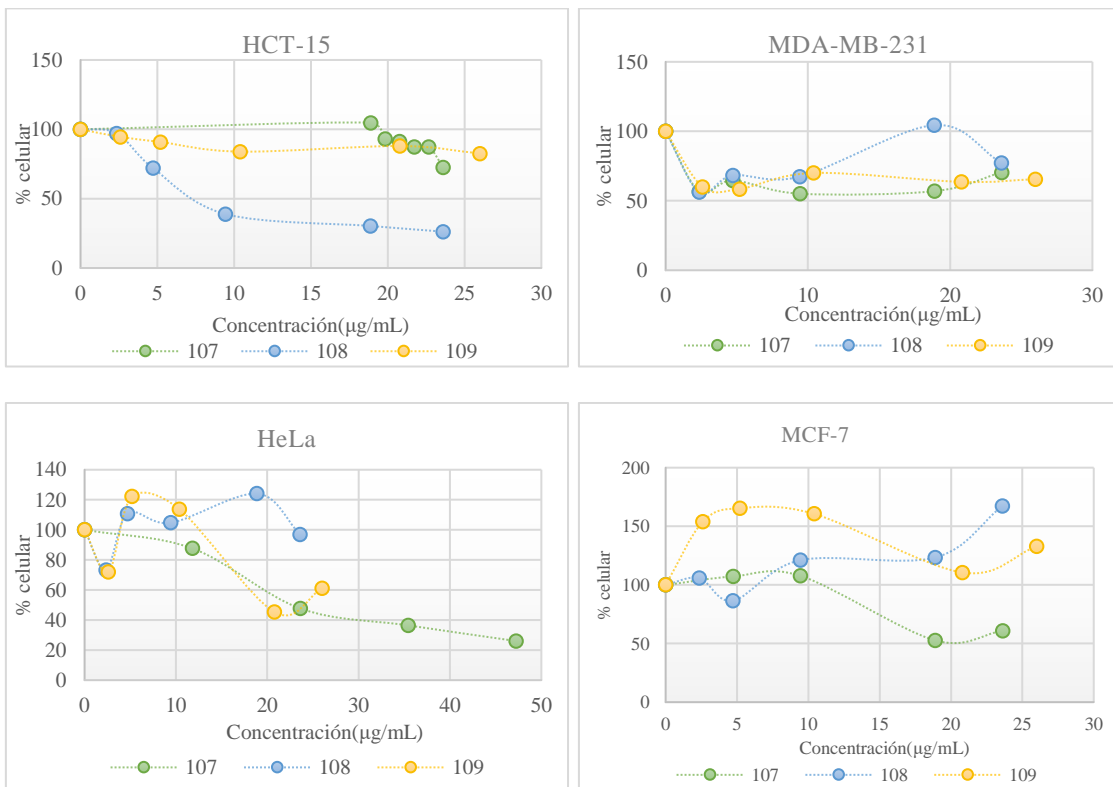 HCT-15
150
100
50
0
% celular
0 5 10 15 20 25 30
Concentración(μg/mL)
107 108 109
MDA-MB-231
150
100
50
0
% celular
0 10 20 30
Concentración(μg/mL)
107 108 109
HeLa
140
120
100
80
60
40
20
0
% celular
0 10 20 30 40 50
Concentración(μg/mL)
107 108 109
MCF-7
200
150
100
50
0
% celular
0 5 10 15 20 25 30
Concentración(μg/mL)
107 108 109